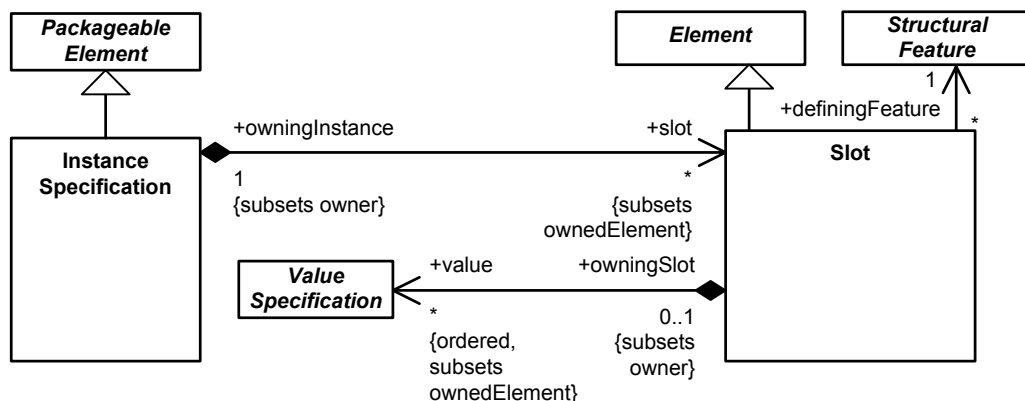 Packageable
Element
Element
Structural
Feature
1
+definingFeature
*
Instance
Specification
+owningInstance
+slot
1
{subsets owner}
*
{subsets
ownedElement}
Slot
Value
Specification
+value
+owningSlot
*
{ordered,
subsets
ownedElement}
0..1
{subsets
owner}